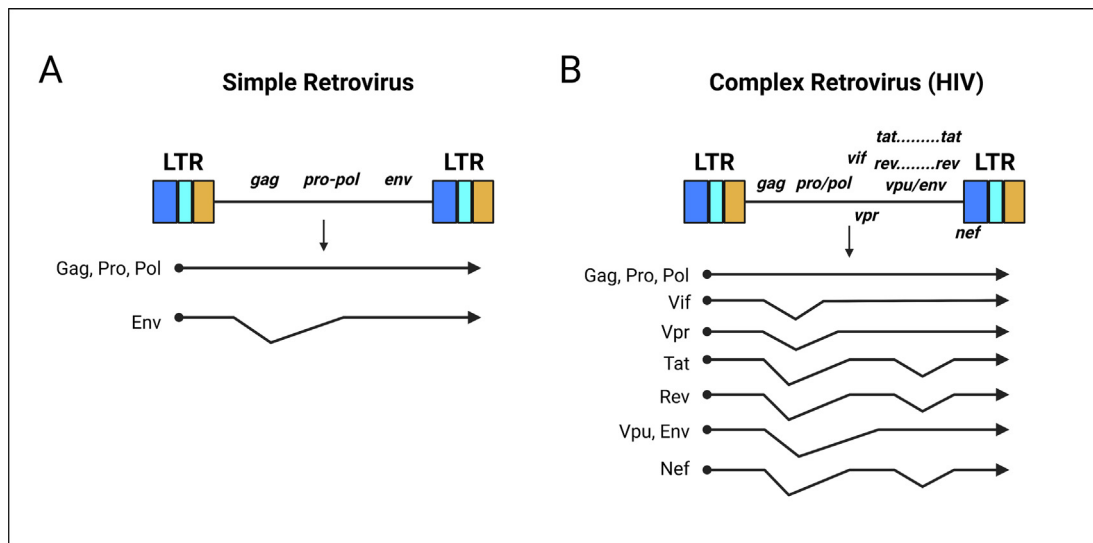 A
Simple Retrovirus
LTR
LTR
gag pro-pol env
Gag, Pro, Pol
Env
B
Complex Retrovirus (HIV)
tat.........tat
LTR
vif rev........rev LTR
gag pro/pol vpu/env
vpr
nef
Gag, Pro, Pol
Vif
Vpr
Tat
Rev
Vpu, Env
Nef